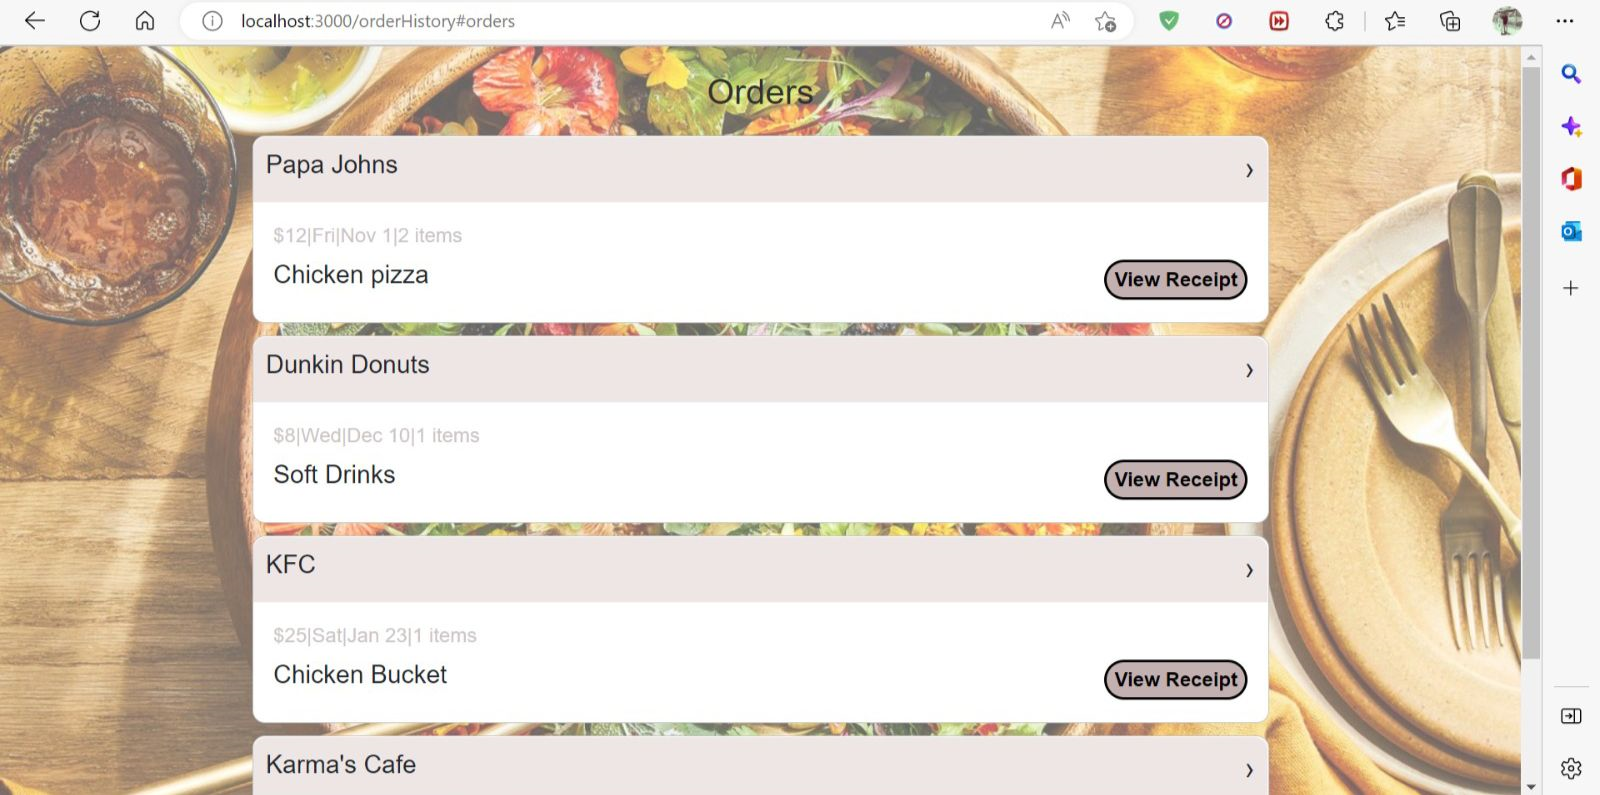 localhost:3000/orderHistory#orders
Orders
Papa Johns
$12|Fri|Nov 1|2 items
Chicken pizza
View Receipt
Dunkin Donuts
$8|Wed|Dec 10|1 items
Soft Drinks
View Receipt
KFC
$25|Sat|Jan 23|1 items
Chicken Bucket
View Receipt
Karma's Cafe